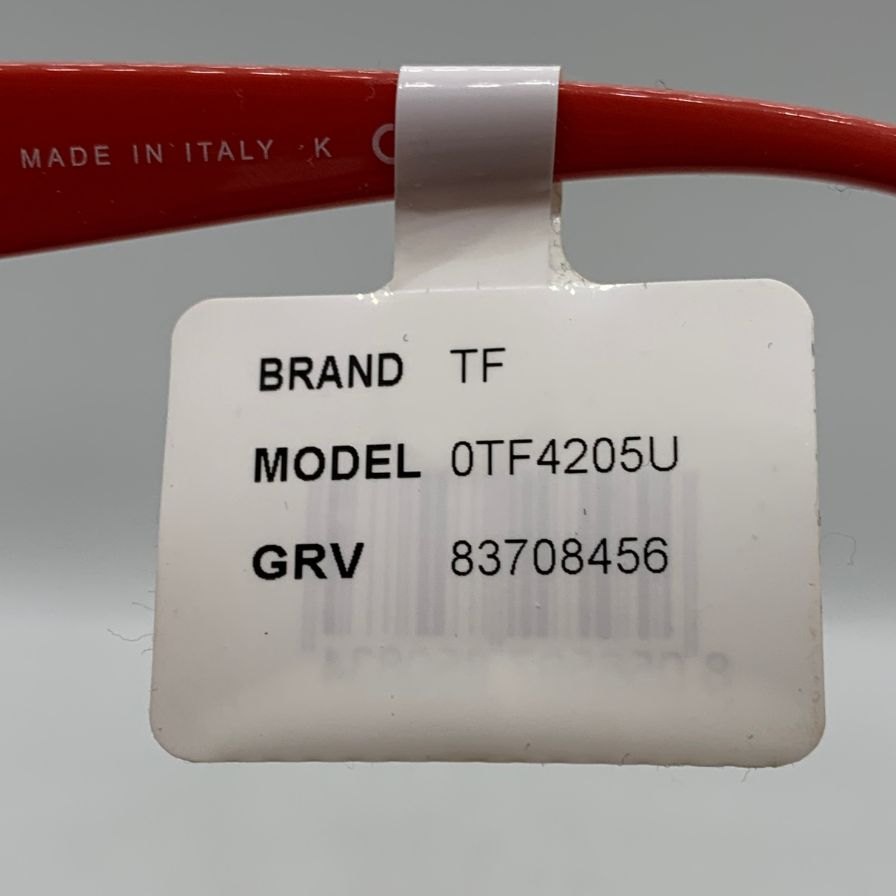 MADE IN ITALY K
BRAND TF
MODEL 0TF4205U
GRV 83708456